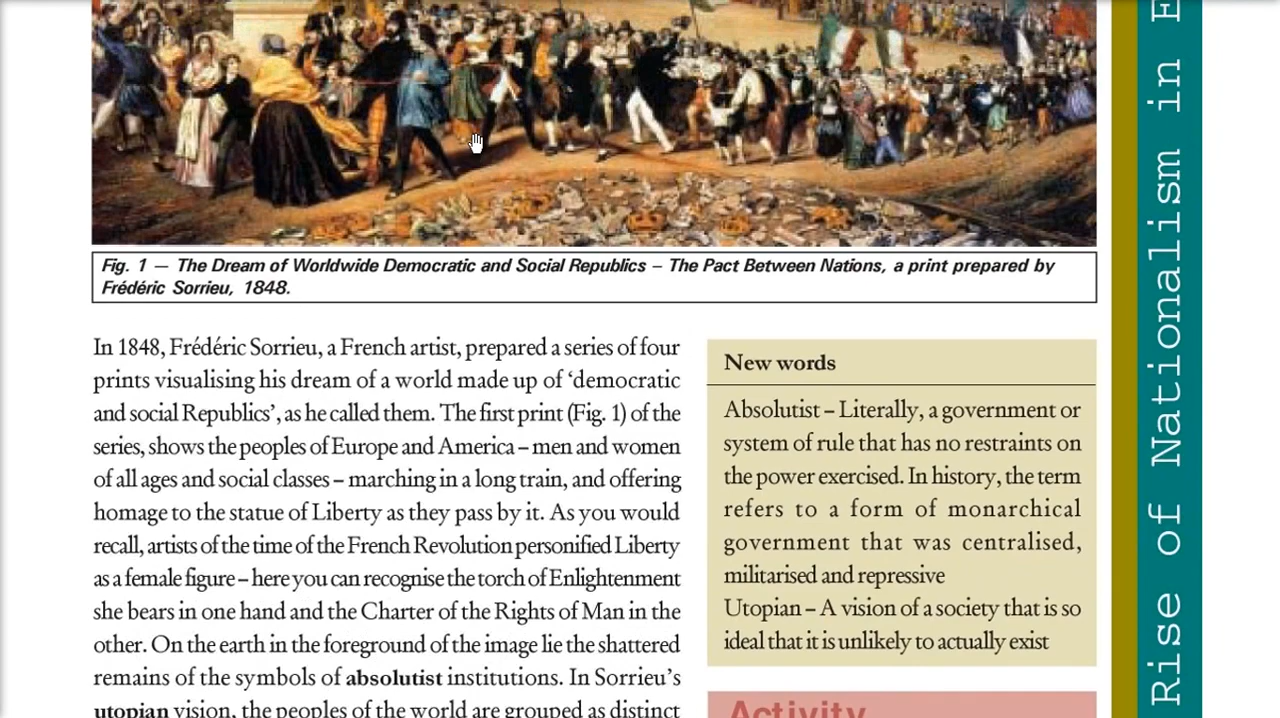 Fig. 1 — The Dream of Worldwide Democratic and Social Republics – The Pact Between Nations, a print prepared by
Frédéric Sorrieu, 1848.
In 1848, Frédéric Sorrieu, a French artist, prepared a series of four
prints visualising his dream of a world made up of ‘democratic
and social Republics’, as he called them. The first print (Fig. 1) of the
series, shows the peoples of Europe and America – men and women
of all ages and social classes – marching in a long train, and offering
homage to the statue of Liberty as they pass by it. As you would
recall, artists of the time of the French Revolution personified Liberty
as a female figure – here you can recognise the torch of Enlightenment
she bears in one hand and the Charter of the Rights of Man in the
other. On the earth in the foreground of the image lie the shattered
remains of the symbols of absolutist institutions. In Sorrieu’s
utopian vision, the peoples of the world are grouped as distinct
New words
Absolutist – Literally, a government or
system of rule that has no restraints on
the power exercised. In history, the term
refers to a form of monarchical
government that was centralised,
militarised and repressive
Utopian – A vision of a society that is so
ideal that it is unlikely to actually exist
Activity
Rise of Nationalism in E